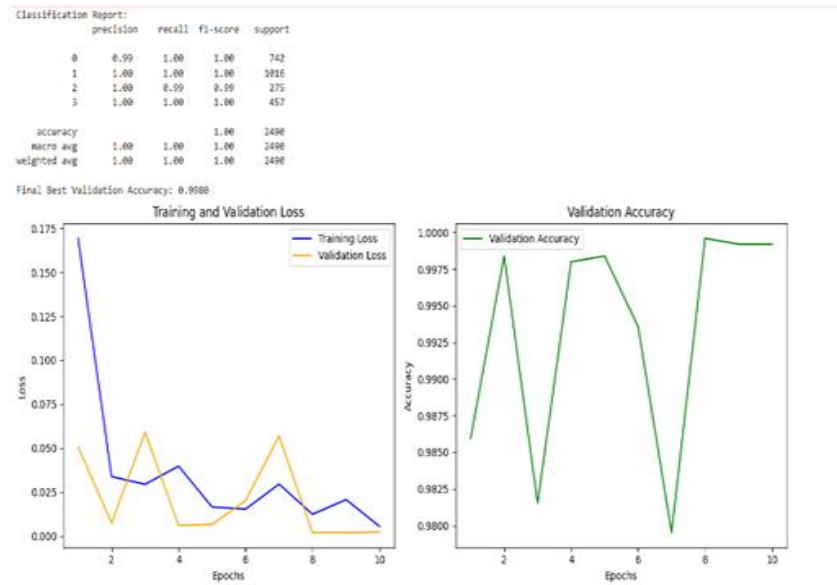 Classification Report:
precision recall f1-score support
0 0.99 1.00 1.00 742
1 1.00 1.00 1.00 1016
2 1.00 0.99 0.99 275
3 1.00 1.00 1.00 457
accuracy 1.00 2490
macro avg 1.00 1.00 1.00 2490
weighted avg 1.00 1.00 1.00 2490
Final Best Validation Accuracy: 0.9980
Training and Validation Loss
Training Loss
Validation Loss
0.175
0.150
0.125
0.100
0.075
0.050
0.025
0.000
Loss
2 4 6 8 10
Epochs
Validation Accuracy
Validation Accuracy
1.0000
0.9975
0.9950
0.9925
0.9900
0.9875
0.9850
0.9825
0.9800
Accuracy
2 4 6 8 10
Epochs